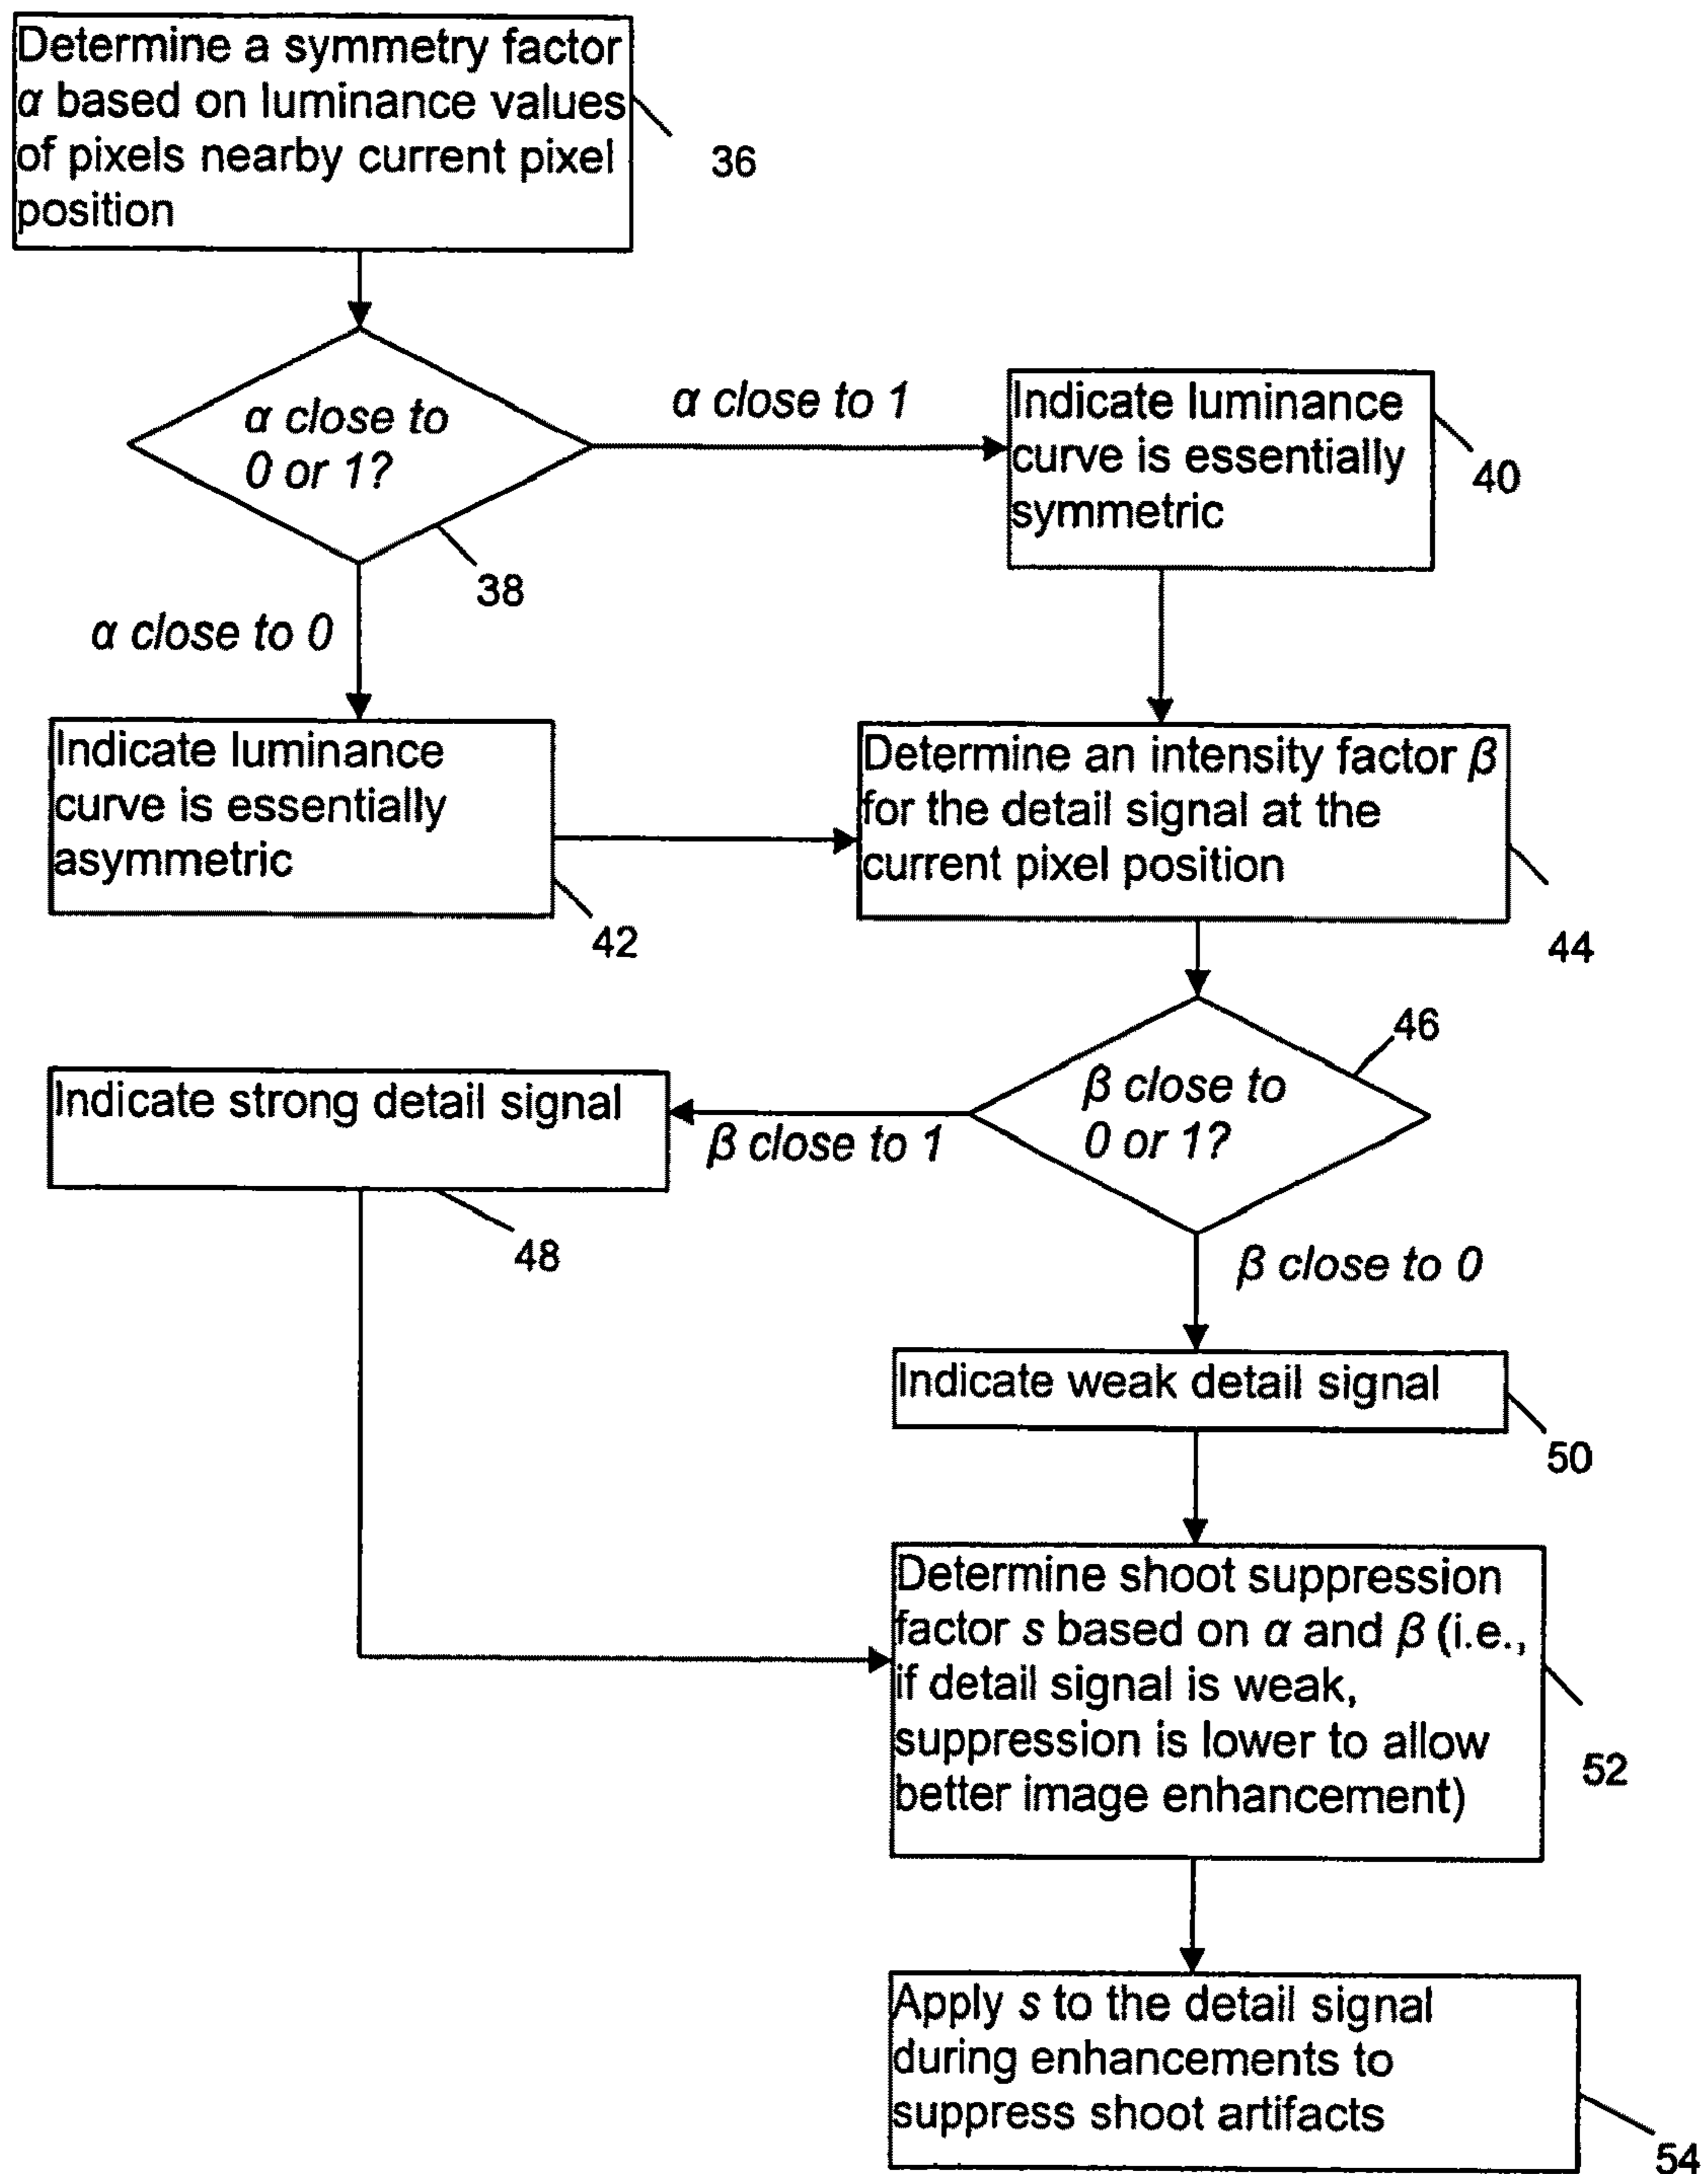 Determine a symmetry factor
α based on luminance values
of pixels nearby current pixel
position
36
α close to
0 or 1?
38
α close to 1
Indicate luminance
curve is essentially
symmetric
40
α close to 0
Indicate luminance
curve is essentially
asymmetric
42
Determine an intensity factor β
for the detail signal at the
current pixel position
44
β close to
0 or 1?
46
β close to 1
Indicate strong detail signal
48
β close to 0
Indicate weak detail signal
50
Determine shoot suppression
factor s based on α and β (i.e.,
if detail signal is weak,
suppression is lower to allow
better image enhancement)
52
Apply s to the detail signal
during enhancements to
suppress shoot artifacts
54